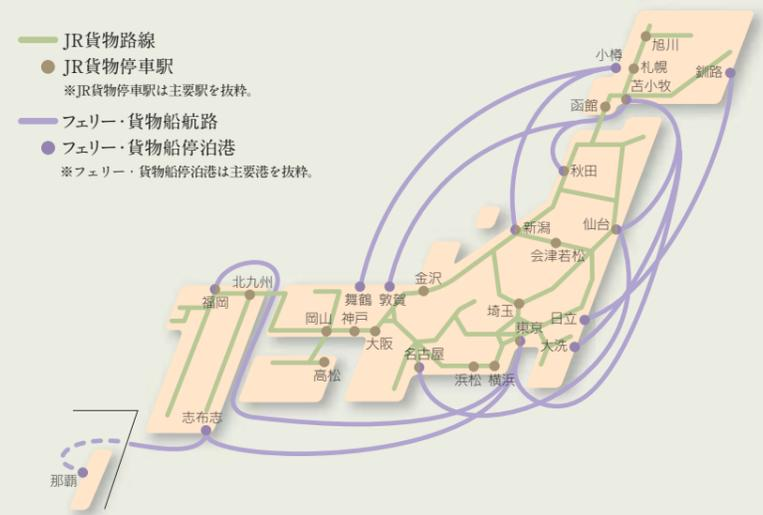 JR貨物路線
JR貨物停車駅
※JR貨物停車駅は主要駅を抜粋。
フェリー・貨物船航路
フェリー・貨物船停泊港
※フェリー・貨物船停泊港は主要港を抜粋。
旭川
小樽
札幌
釧路
苫小牧
函館
秋田
新潟
仙台
会津若松
金沢
北九州
舞鶴
敦賀
福岡
埼玉
岡山
神戸
日立
東京
大阪
大洗
名古屋
高松
浜松
横浜
志布志
那覇